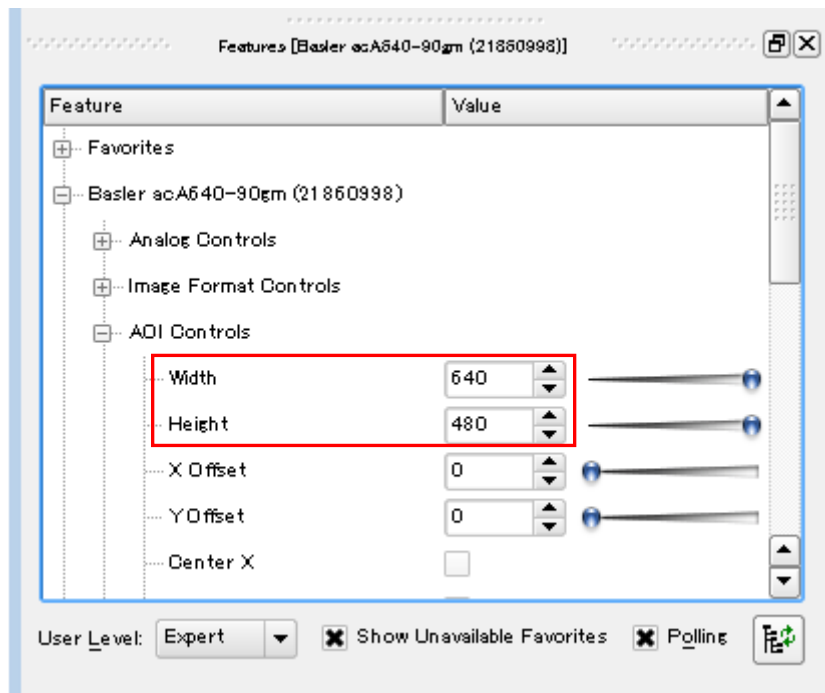 Features [Basler acA640-90gm (21860998)]
Feature Value
Favorites
Basler acA640-90gm (21860998)
Analog Controls
Image Format Controls
AOI Controls
Width 640
Height 480
X Offset 0
Y Offset 0
Center X
User Level: Expert Show Unavailable Favorites Polling